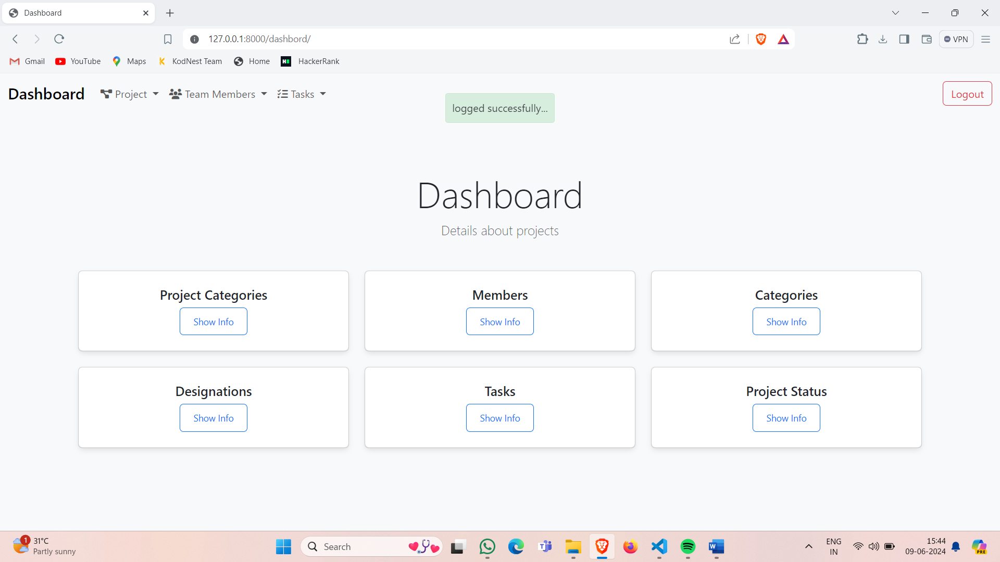 Dashboard
127.0.0.1:8000/dashbord/
VPN
Gmail YouTube Maps KodNest Team Home HackerRank
Dashboard Project Team Members Tasks Logout
logged successfully...
Dashboard
Details about projects
Project Categories Members Categories
Show Info Show Info Show Info
Designations Tasks Project Status
Show Info Show Info Show Info
1 31°C
Partly sunny
Search
ENG
IN
15:44
09-06-2024
PRE